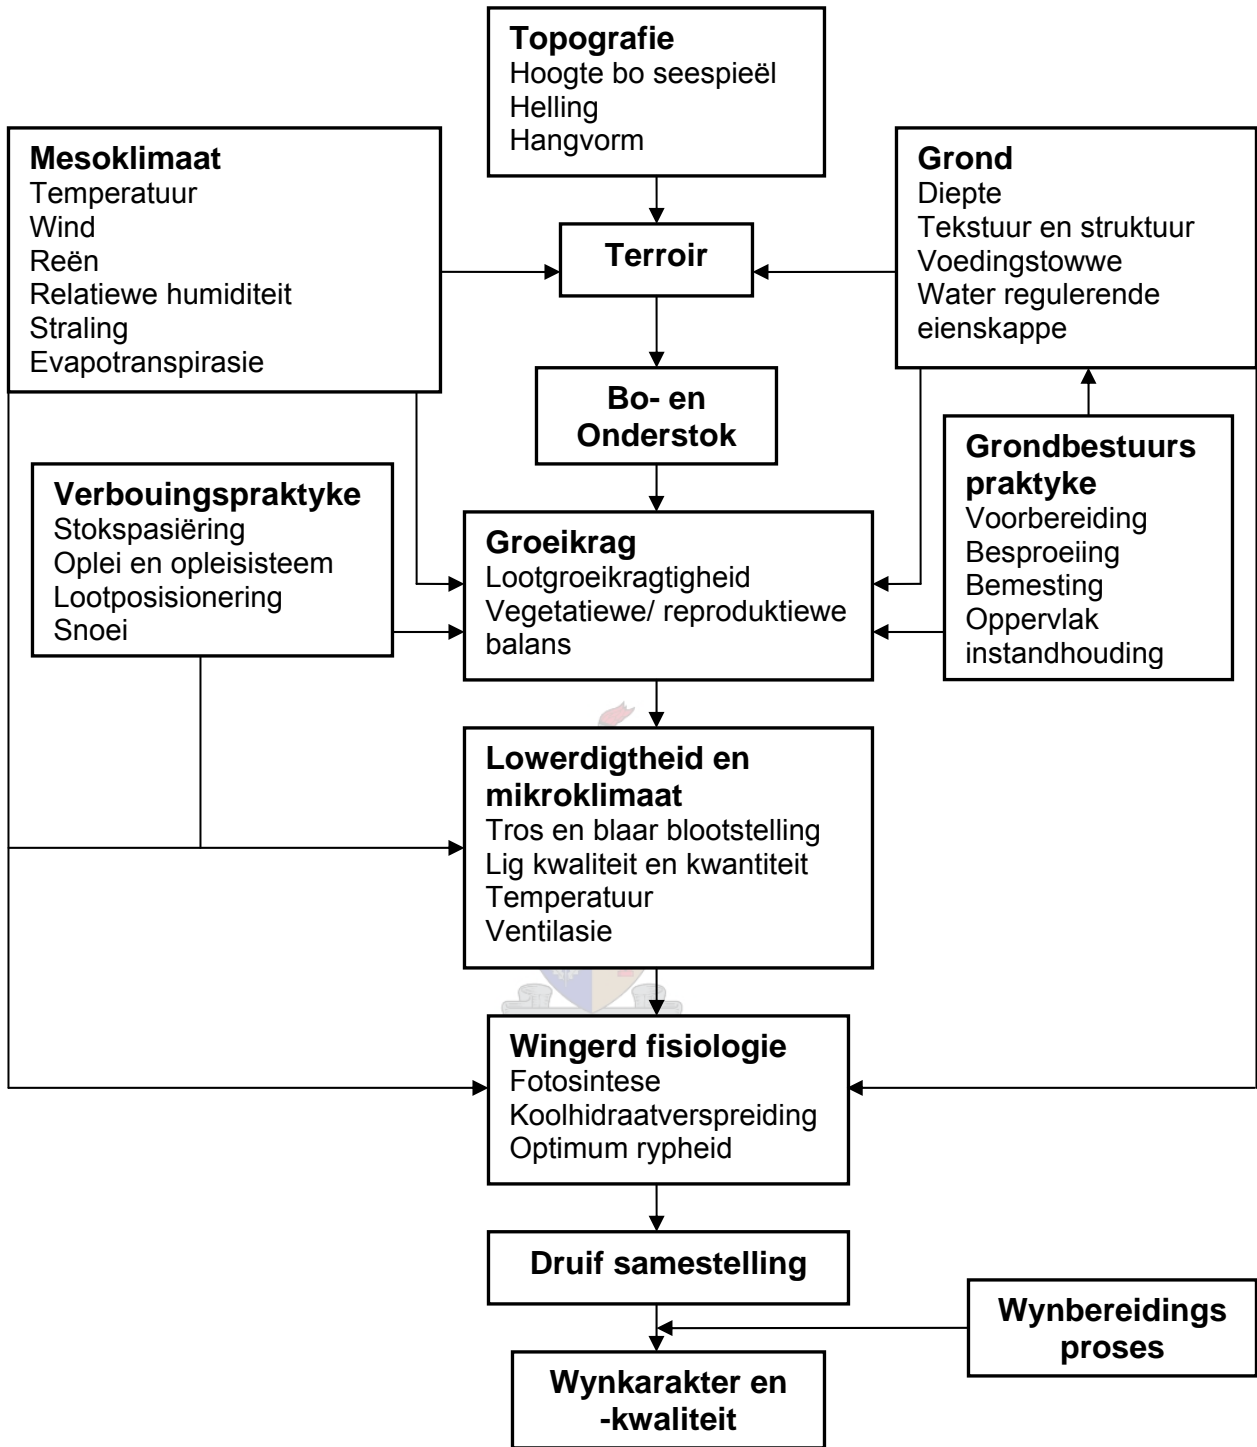 Topografie
Hoogte bo seespieël
Helling
Hangvorm
Mesoklimaat
Temperatuur
Wind
Reën
Relatiewe humiditeit
Straling
Evapotranspirasie
Grond
Diepte
Tekstuur en struktuur
Voedingstowwe
Water regulerende
eienskappe
Terroir
Bo- en
Onderstok
Verbouingspraktyke
Stokspasiëring
Oplei en opleisisteem
Lootposisionering
Snoei
Groeikrag
Lootgroeikragtigheid
Vegetatiewe/ reproduktiewe
balans
Grondbestuurs
praktyke
Voorbereiding
Besproeiing
Bemesting
Oppervlak
instandhouding
Lowerdigtheid en
mikroklimaat
Tros en blaar blootstelling
Lig kwaliteit en kwantiteit
Temperatuur
Ventilasie
Wingerd fisiologie
Fotosintese
Koolhidraatverspreiding
Optimum rypheid
Druif samestelling
Wynbereidings
proses
Wynkarakter en
-kwaliteit